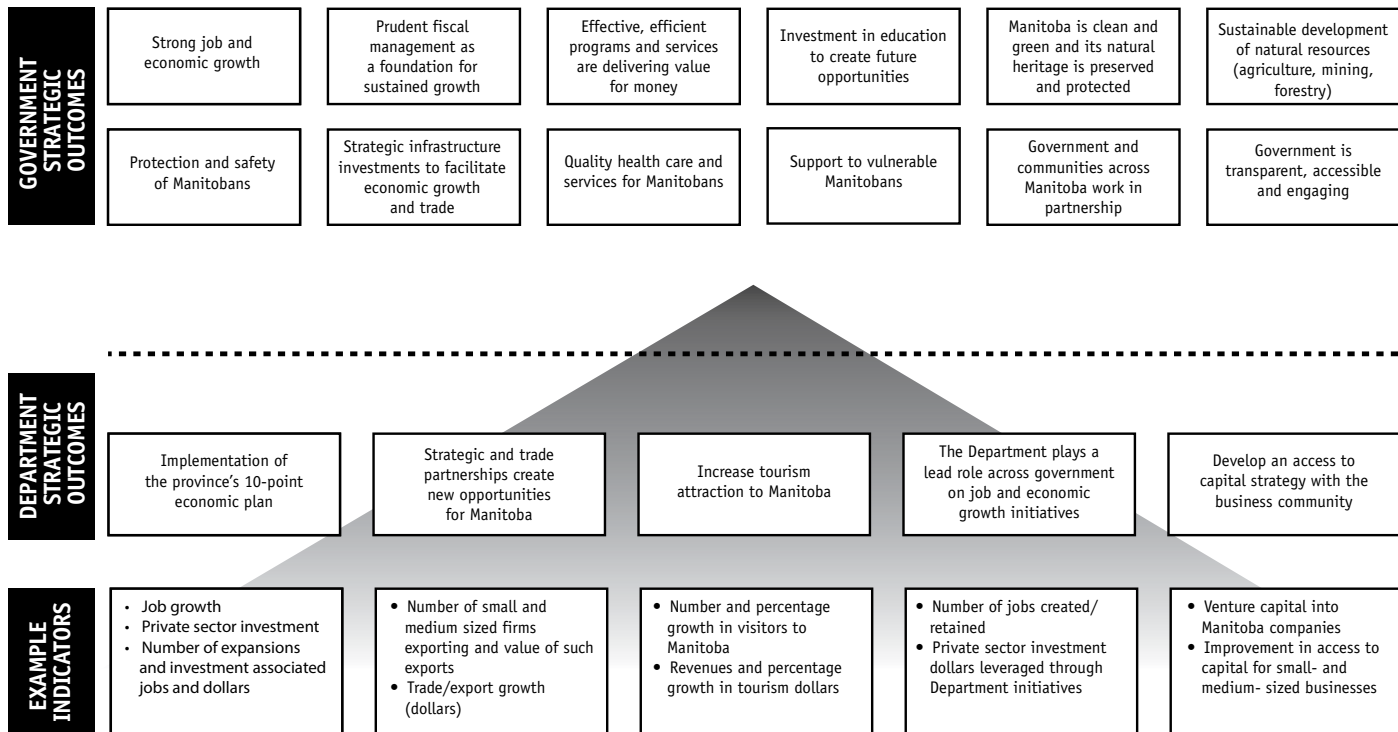 GOVERNMENT
STRATEGIC
OUTCOMES
Strong job and
economic growth
Prudent fiscal
management as
a foundation for
sustained growth
Effective, efficient
programs and services
are delivering value
for money
Investment in education
to create future
opportunities
Manitoba is clean and
green and its natural
heritage is preserved
and protected
Sustainable development
of natural resources
(agriculture, mining,
forestry)
Protection and safety
of Manitobans
Strategic infrastructure
investments to facilitate
economic growth
and trade
Quality health care and
services for Manitobans
Support to vulnerable
Manitobans
Government and
communities across
Manitoba work in
partnership
Government is
transparent, accessible
and engaging
DEPARTMENT
STRATEGIC
OUTCOMES
Implementation of
the province's 10-point
economic plan
Strategic and trade
partnerships create
new opportunities
for Manitoba
Increase tourism
attraction to Manitoba
The Department plays a
lead role across government
on job and economic
growth initiatives
Develop an access to
capital strategy with the
business community
EXAMPLE
INDICATORS
• Job growth
• Private sector investment
• Number of expansions
and investment associated
jobs and dollars
• Number of small and
medium sized firms
exporting and value of such
exports
• Trade/export growth
(dollars)
• Number and percentage
growth in visitors to
Manitoba
• Revenues and percentage
growth in tourism dollars
• Number of jobs created/
retained
• Private sector investment
dollars leveraged through
Department initiatives
• Venture capital into
Manitoba companies
• Improvement in access to
capital for small- and
medium- sized businesses